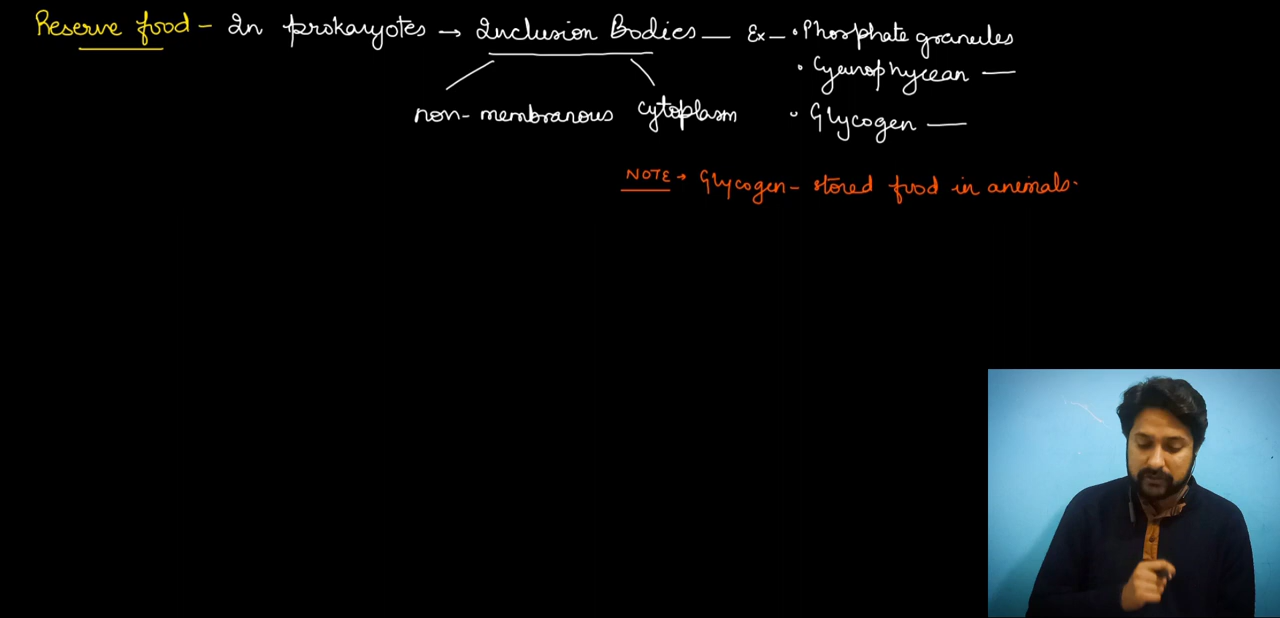 Reserve food - In prokaryotes → Inclusion Bodies — Ex - • Phosphate granules
• Cyanophycean —
non-membranous cytoplasm • Glycogen —
NOTE → Glycogen - stored food in animals.